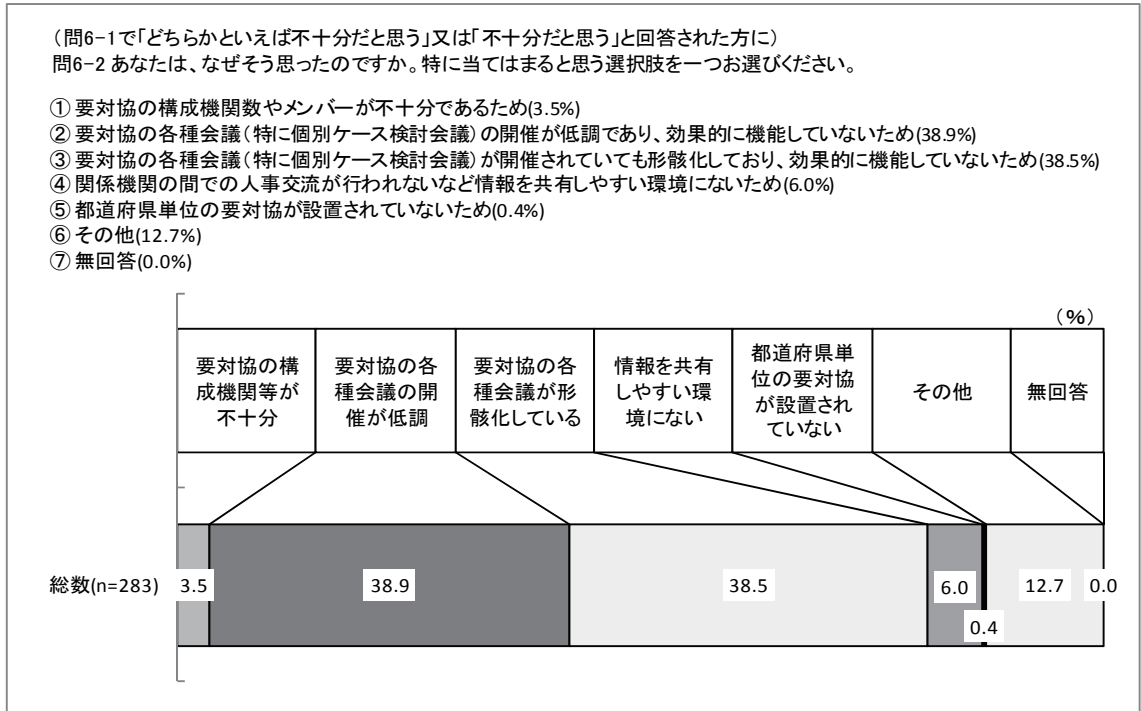 （問6-1で「どちらかといえば不十分だと思う」又は「不十分だと思う」と回答された方に）
問6-2 あなたは、なぜそう思ったのですか。特に当てはまると思う選択肢を一つお選びください。
① 要対協の構成機関数やメンバーが不十分であるため(3.5%)
② 要対協の各種会議（特に個別ケース検討会議）の開催が低調であり、効果的に機能していないため(38.9%)
③ 要対協の各種会議（特に個別ケース検討会議）が開催されていても形骸化しており、効果的に機能していないため(38.5%)
④ 関係機関の間での人事交流が行われないなど情報を共有しやすい環境にないため(6.0%)
⑤ 都道府県単位の要対協が設置されていないため(0.4%)
⑥ その他(12.7%)
⑦ 無回答(0.0%)
（%）
要対協の構
成機関等が
不十分
要対協の各
種会議の開
催が低調
要対協の各
種会議が形
骸化している
情報を共有
しやすい環
境にない
都道府県単
位の要対協
が設置され
ていない
その他
無回答
総数(n=283) 3.5 38.9 38.5 6.0 0.4 12.7 0.0